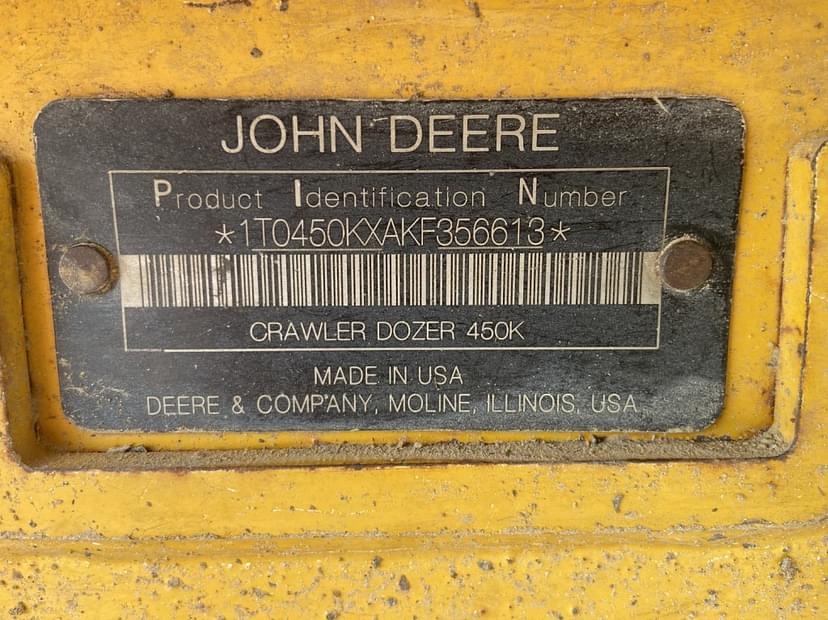 JOHN DEERE
Product Identification Number
*1T0450KXAKF356613*
CRAWLER DOZER 450K
MADE IN USA
DEERE & COMPANY, MOLINE, ILLINOIS, USA